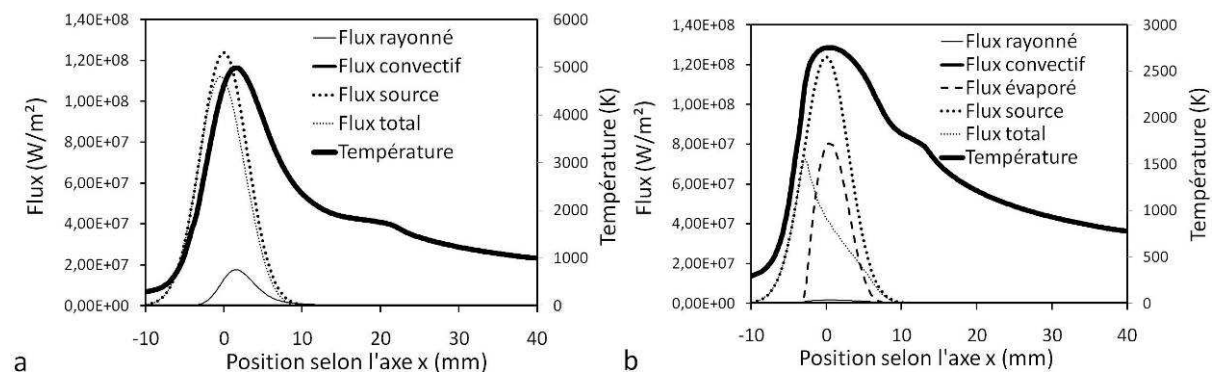 1,40E+08
1,20E+08
1,00E+08
8,00E+07
6,00E+07
4,00E+07
2,00E+07
0,00E+00
Flux (W/m²)
Flux rayonné
Flux convectif
Flux source
Flux total
Température
6000
5000
4000
3000
2000
1000
0
Température (K)
-10 0 10 20 30 40
Position selon l'axe x (mm)
a
1,40E+08
1,20E+08
1,00E+08
8,00E+07
6,00E+07
4,00E+07
2,00E+07
0,00E+00
Flux (W/m²)
Flux rayonné
Flux convectif
Flux évaporé
Flux source
Flux total
Température
3000
2500
2000
1500
1000
500
0
Température (K)
-10 0 10 20 30 40
Position selon l'axe x (mm)
b